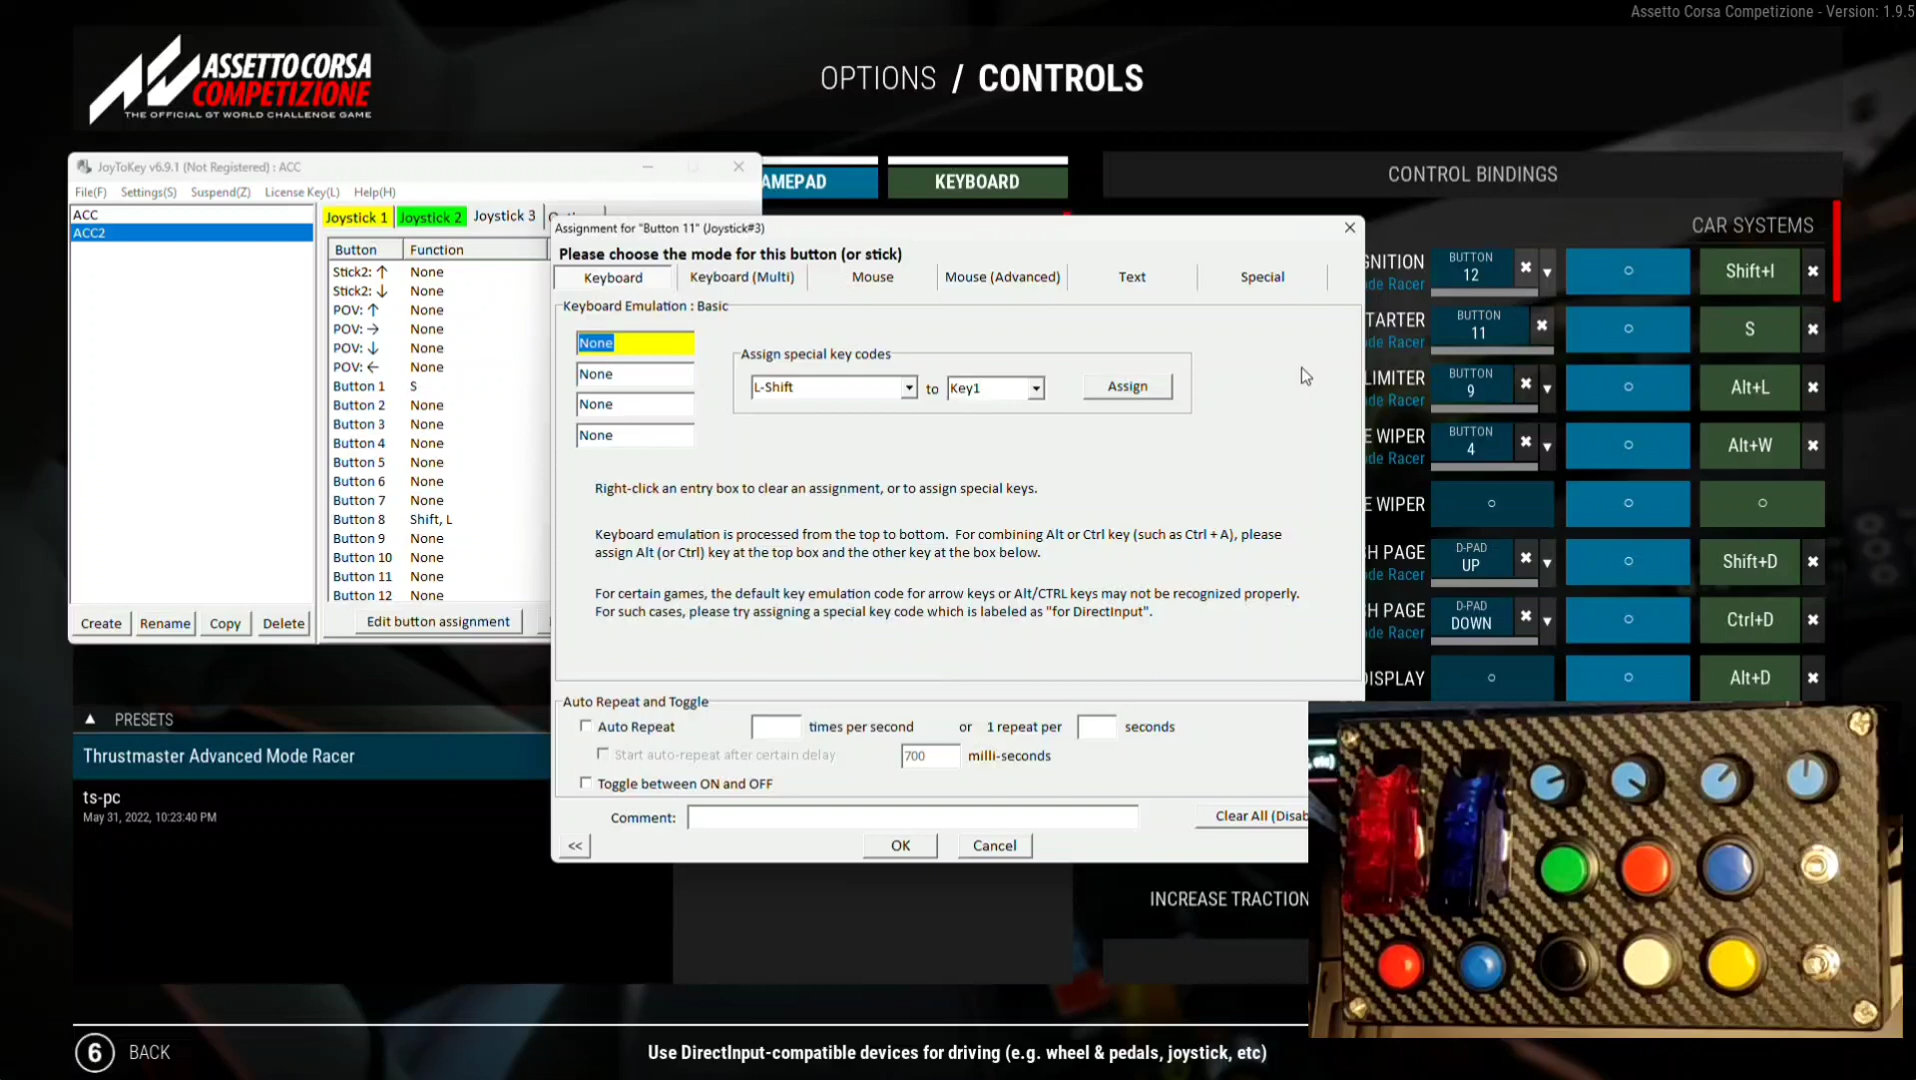 Assetto Corsa Competizione - Version: 1.9.5
ASSETTO CORSA
COMPETIZIONE
THE OFFICIAL GT WORLD CHALLENGE GAME
OPTIONS / CONTROLS
JoyToKey v6.9.1 (Not Registered) : ACC
File(F) Settings(S) Suspend(Z) License Key(L) Help(H)
ACC
ACC2
Joystick 1 Joystick 2 Joystick 3
Button Function
Stick2: ↑ None
Stick2: ↓ None
POV: ↑ None
POV: → None
POV: ↓ None
POV: ← None
Button 1 S
Button 2 None
Button 3 None
Button 4 None
Button 5 None
Button 6 None
Button 7 None
Button 8 Shift, L
Button 9 None
Button 10 None
Button 11 None
Button 12 None
Create Rename Copy Delete
Edit button assignment
AMEPAD KEYBOARD
Assignment for "Button 11" (Joystick#3)
Please choose the mode for this button (or stick)
Keyboard Keyboard (Multi) Mouse Mouse (Advanced) Text Special
Keyboard Emulation : Basic
None
None
None
None
Assign special key codes
L-Shift to Key1 Assign
Right-click an entry box to clear an assignment, or to assign special keys.
Keyboard emulation is processed from the top to bottom. For combining Alt or Ctrl key (such as Ctrl + A), please
assign Alt (or Ctrl) key at the top box and the other key at the box below.
For certain games, the default key emulation code for arrow keys or Alt/CTRL keys may not be recognized properly.
For such cases, please try assigning a special key code which is labeled as "for DirectInput".
Auto Repeat and Toggle
Auto Repeat times per second or 1 repeat per seconds
Start auto-repeat after certain delay 700 milli-seconds
Toggle between ON and OFF
Comment: Clear All (Disab
<< OK Cancel
CONTROL BINDINGS
CAR SYSTEMS
GNITION BUTTON 12 Shift+I
de Racer
TARTER BUTTON 11 S
LIMITER BUTTON 9 Alt+L
de Racer
E WIPER BUTTON 4 Alt+W
de Racer
E WIPER
H PAGE D-PAD UP Shift+D
de Racer
H PAGE D-PAD DOWN Ctrl+D
de Racer
DISPLAY Alt+D
INCREASE TRACTION
PRESETS
Thrustmaster Advanced Mode Racer
ts-pc
May 31, 2022, 10:23:40 PM
6 BACK
Use DirectInput-compatible devices for driving (e.g. wheel & pedals, joystick, etc)